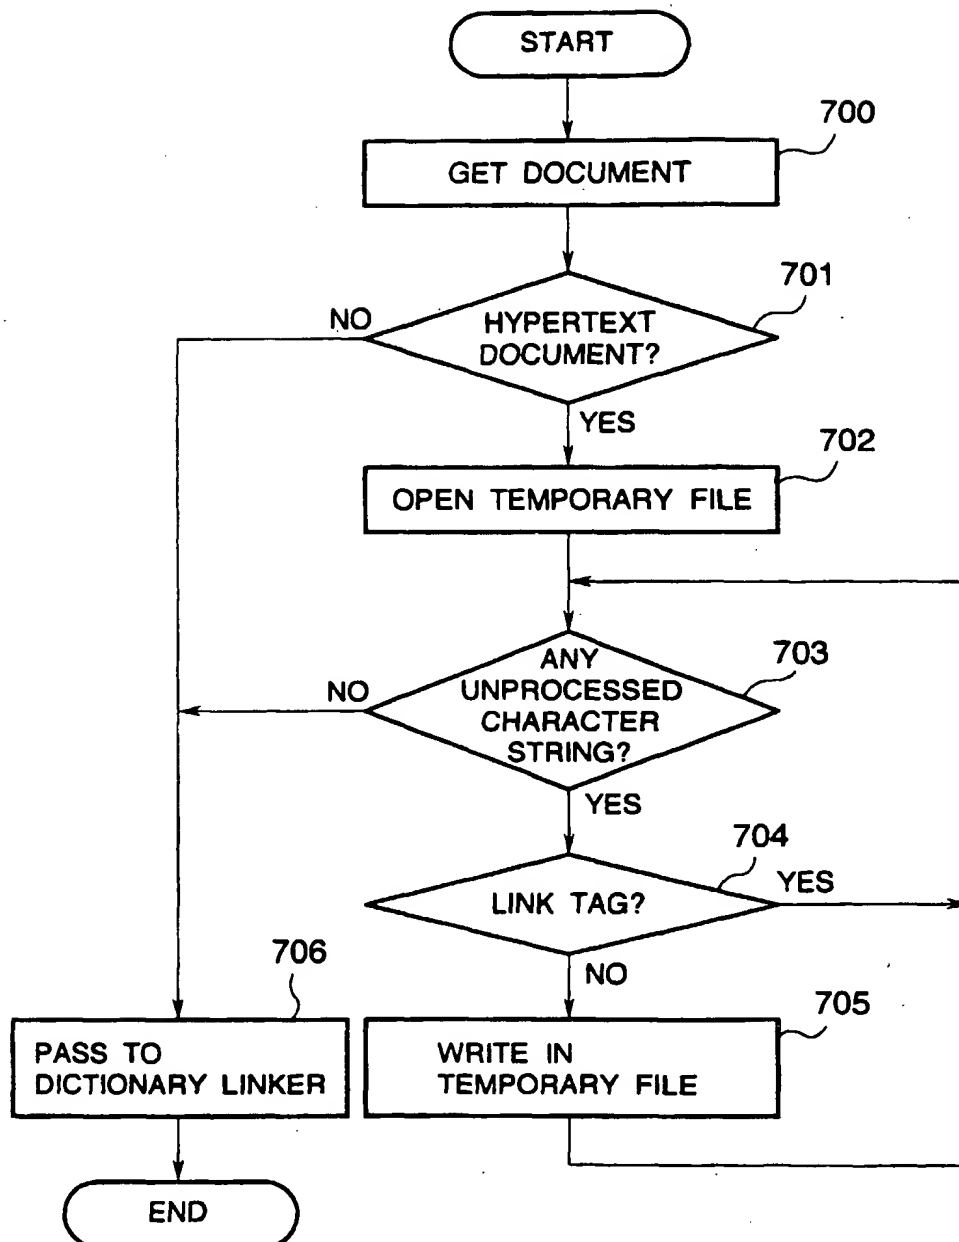 START
700
GET DOCUMENT
701
NO
HYPERTEXT
DOCUMENT?
YES
702
OPEN TEMPORARY FILE
703
NO
ANY
UNPROCESSED
CHARACTER
STRING?
YES
704
LINK TAG?
YES
NO
706
705
PASS TO
DICTIONARY LINKER
WRITE IN
TEMPORARY FILE
END